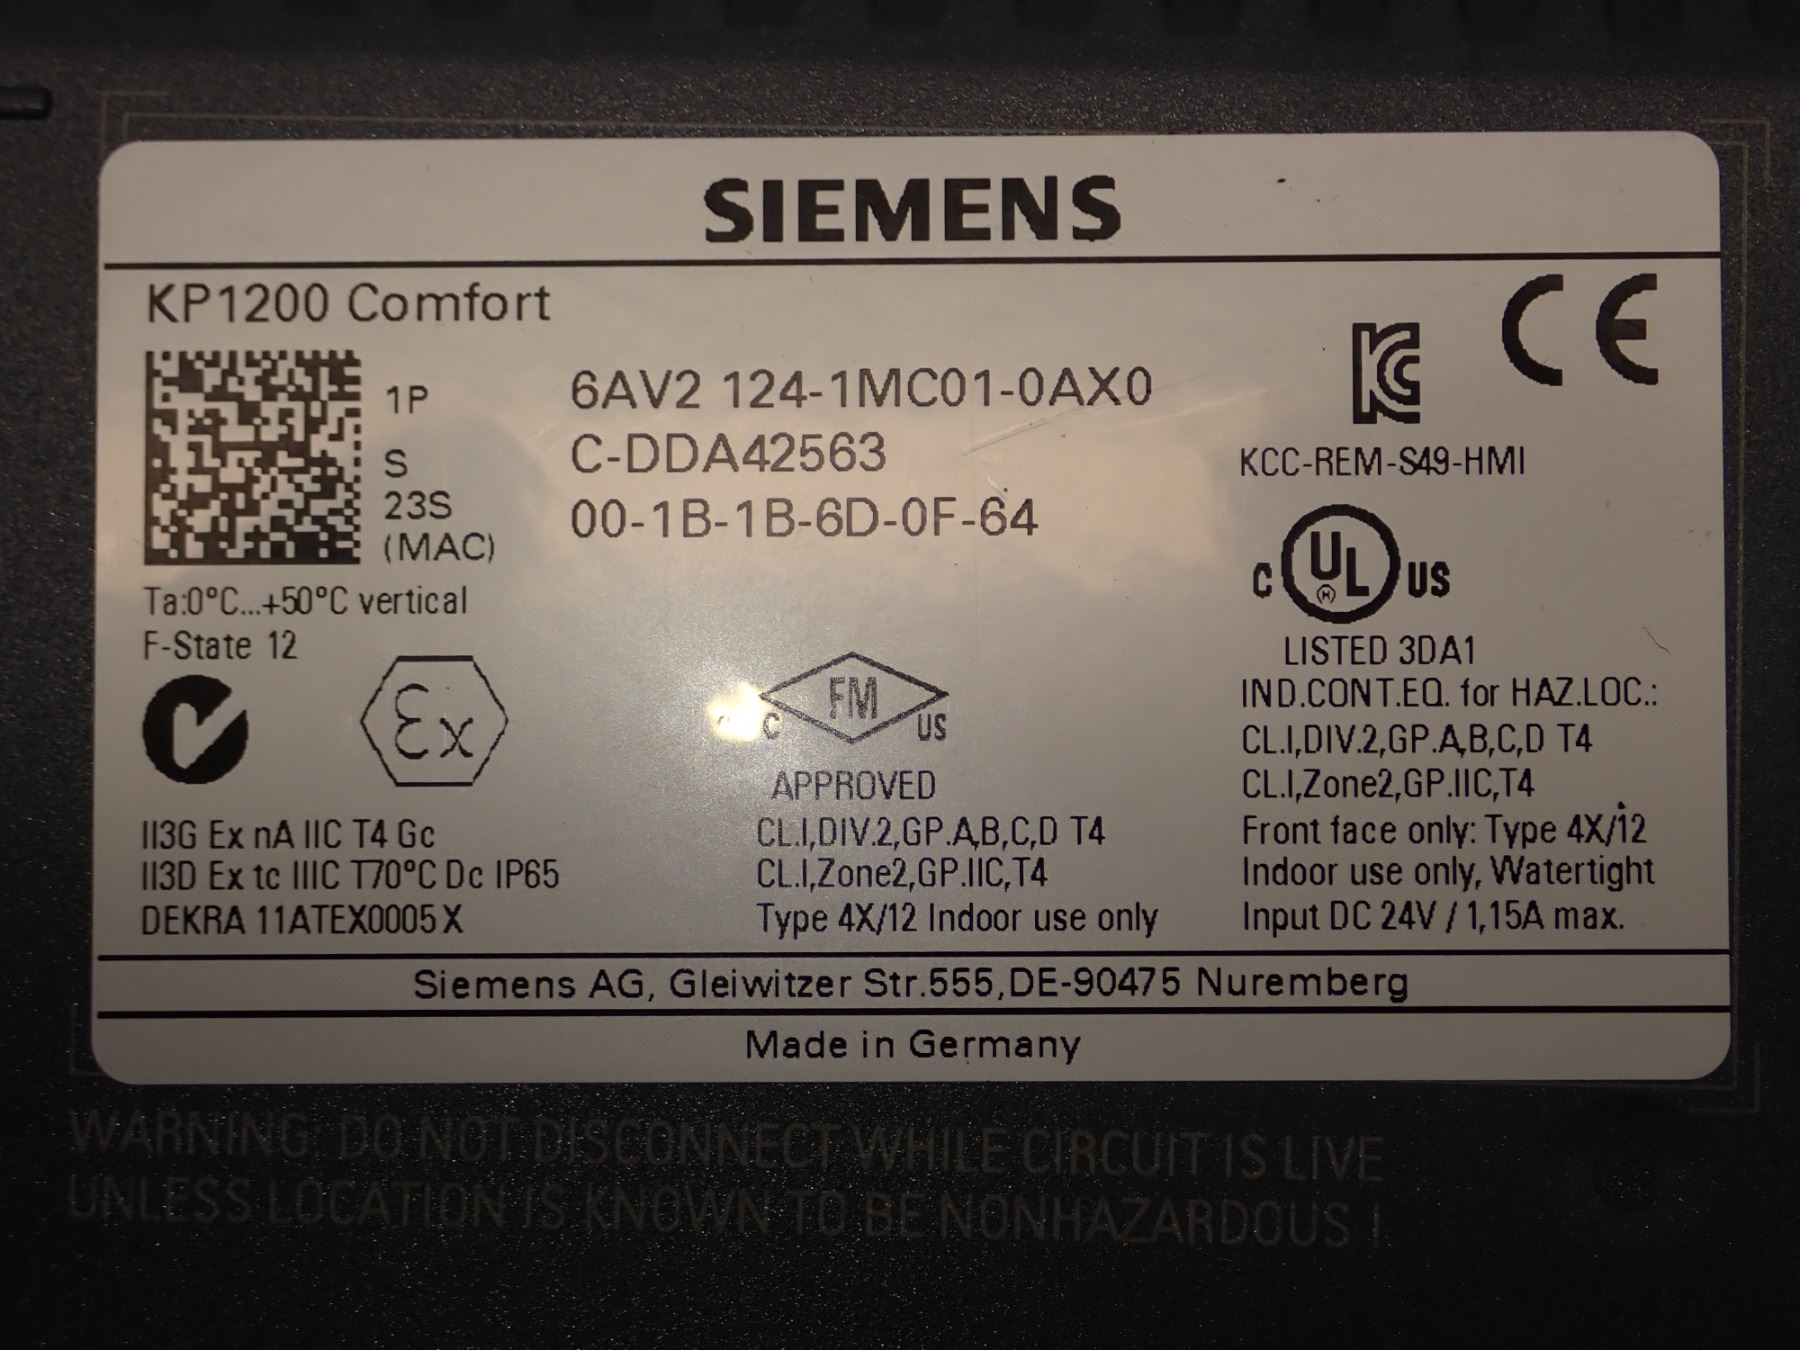 SIEMENS
KP1200 Comfort
1P 6AV2 124-1MC01-0AX0
S C-DDA42563
23S 00-1B-1B-6D-0F-64
(MAC)
Ta:0°C...+50°C vertical
F-State 12
Ex
II3G Ex nA IIC T4 Gc
II3D Ex tc IIIC T70°C Dc IP65
DEKRA 11ATEX0005 X
C FM US
APPROVED
CL.I,DIV.2,GP.A,B,C,D T4
CL.I,Zone2,GP.IIC,T4
Type 4X/12 Indoor use only
CE
KC
KCC-REM-S49-HMI
C UL US
LISTED 3DA1
IND.CONT.EQ. for HAZ.LOC.:
CL.I,DIV.2,GP.A,B,C,D T4
CL.I,Zone2,GP.IIC,T4
Front face only: Type 4X/12
Indoor use only, Watertight
Input DC 24V / 1,15A max.
Siemens AG, Gleiwitzer Str.555,DE-90475 Nuremberg
Made in Germany
WARNING: DO NOT DISCONNECT WHILE CIRCUIT IS LIVE
UNLESS LOCATION IS KNOWN TO BE NONHAZARDOUS !